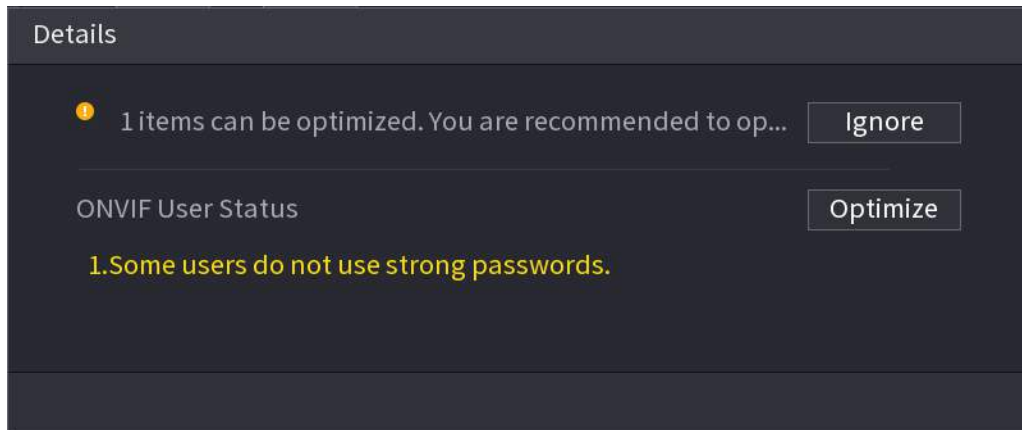 Details
1 items can be optimized. You are recommended to op...
Ignore
ONVIF User Status
Optimize
1.Some users do not use strong passwords.